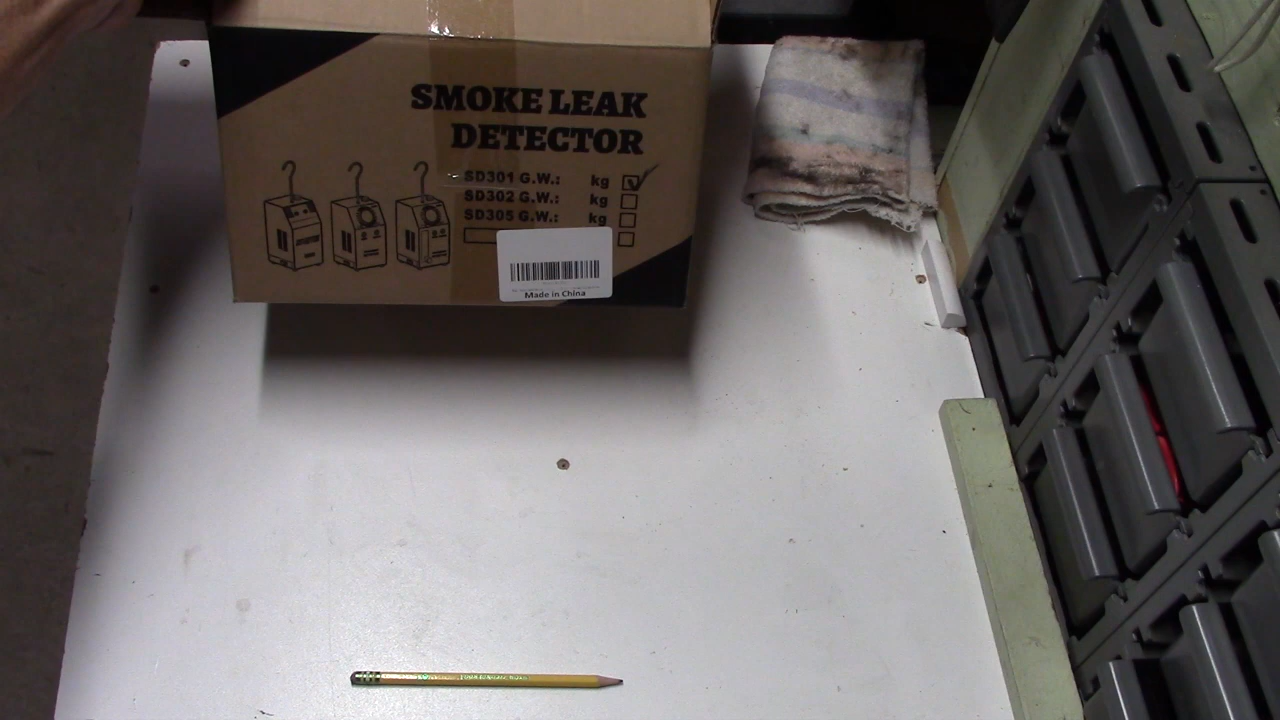 SMOKE LEAK
DETECTOR
SD301 G.W.: kg
SD302 G.W.: kg
SD305 G.W.: kg
Made in China